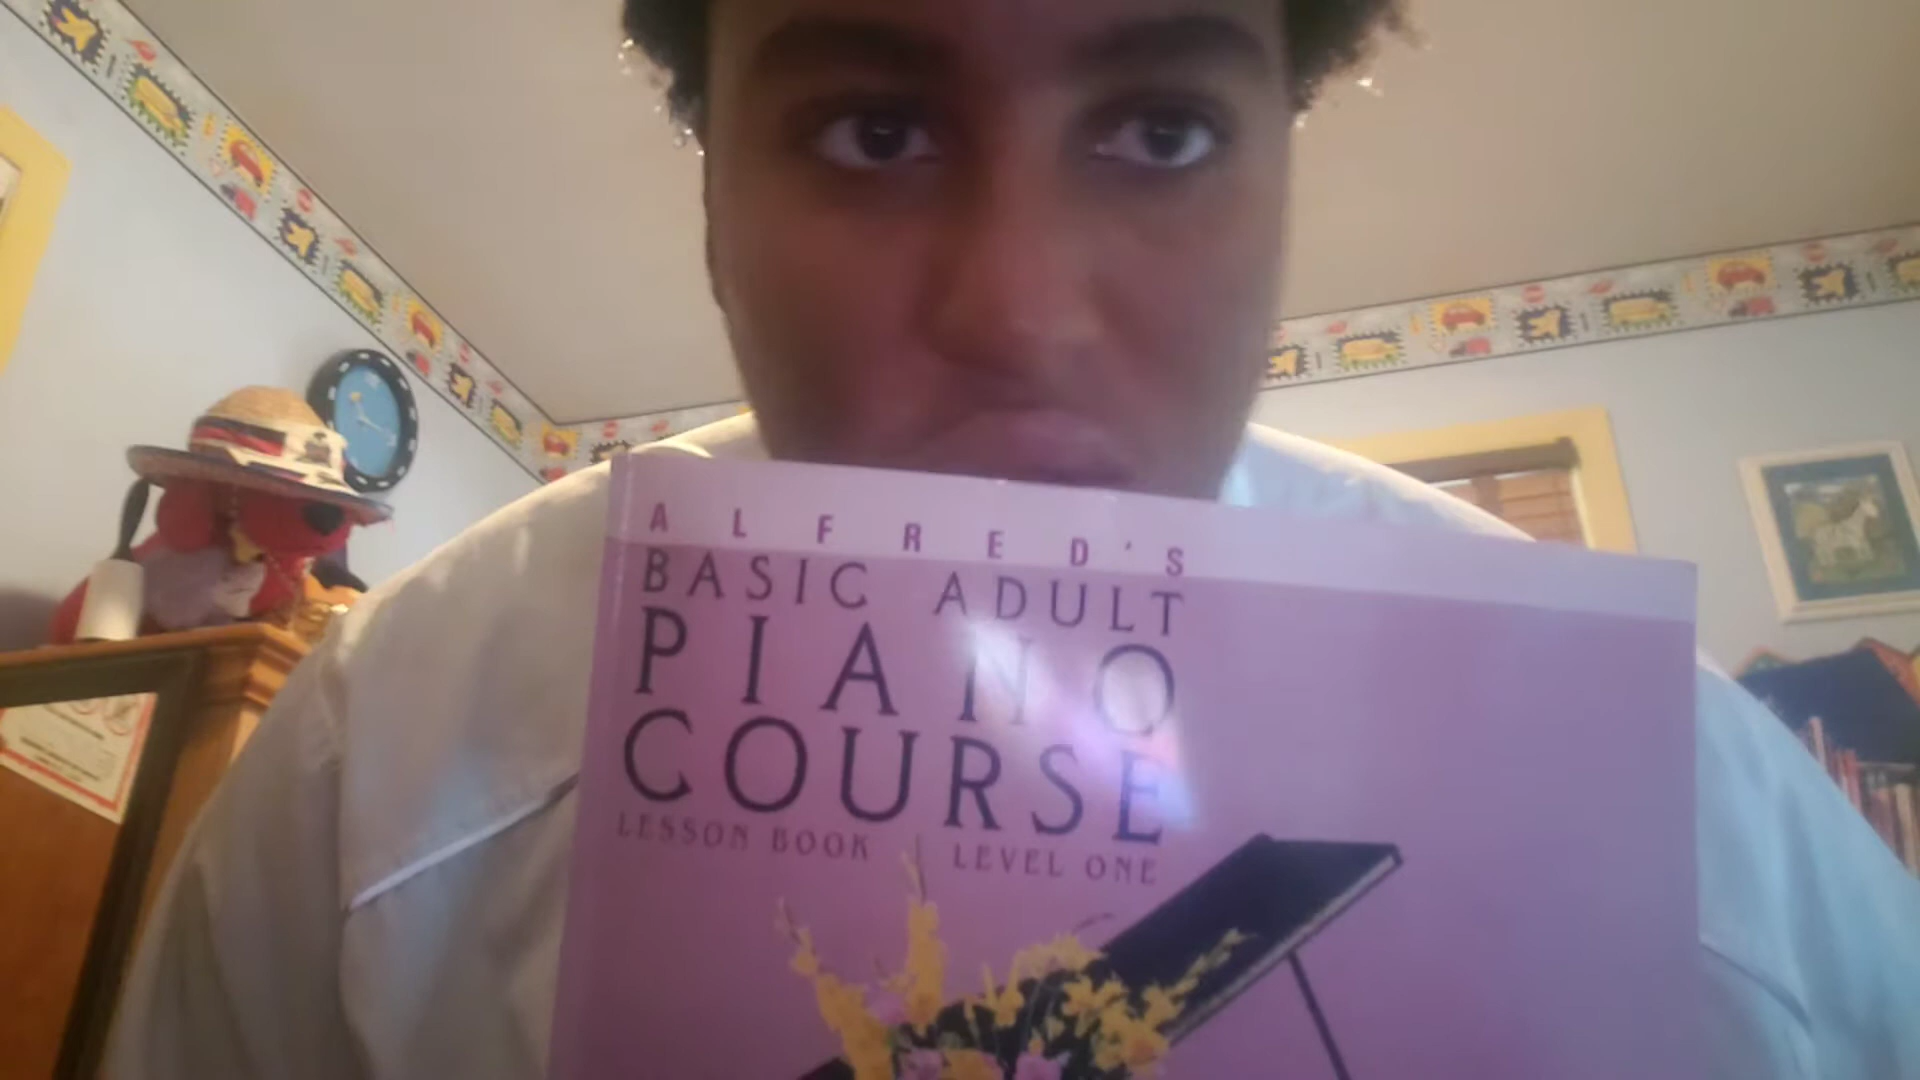 ALFRED'S
BASIC ADULT
PIANO
COURSE
LESSON BOOK | LEVEL ONE